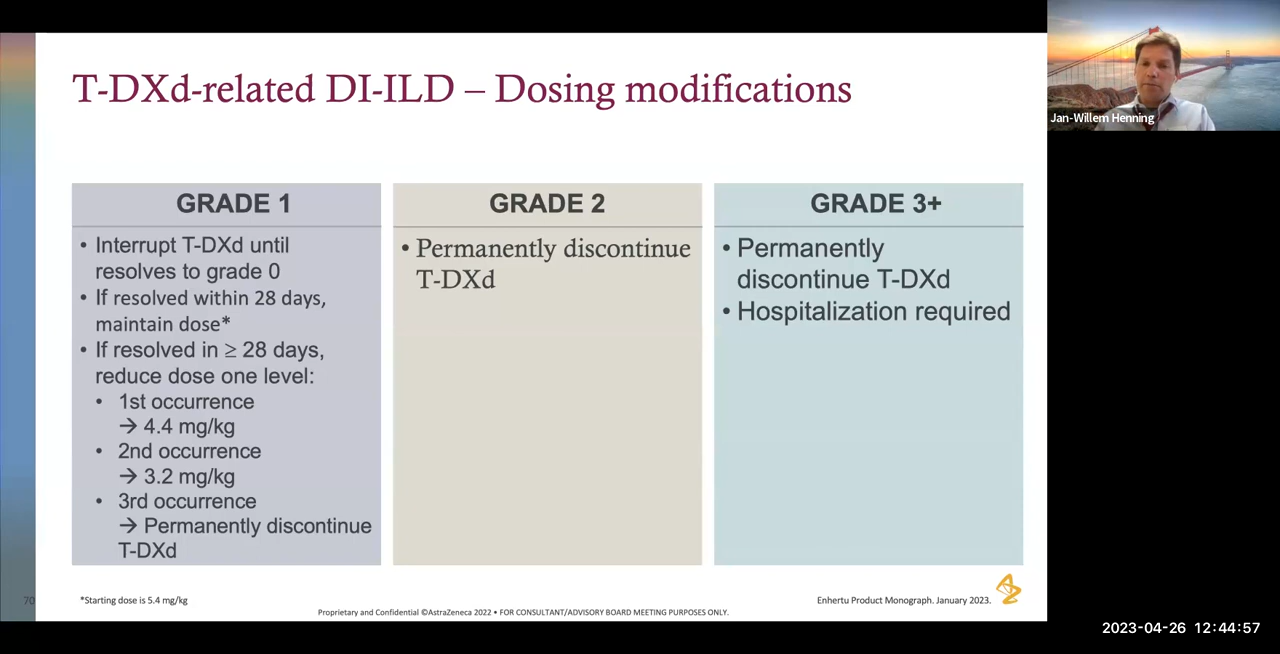 T-DXd-related DI-ILD – Dosing modifications
Jan-Willem Henning
GRADE 1
• Interrupt T-DXd until
resolves to grade 0
• If resolved within 28 days,
maintain dose*
• If resolved in ≥ 28 days,
reduce dose one level:
• 1st occurrence
→ 4.4 mg/kg
• 2nd occurrence
→ 3.2 mg/kg
• 3rd occurrence
→ Permanently discontinue
T-DXd
GRADE 2
• Permanently discontinue
T-DXd
GRADE 3+
• Permanently
discontinue T-DXd
• Hospitalization required
70
*Starting dose is 5.4 mg/kg
Enhertu Product Monograph. January 2023.
Proprietary and Confidential ©AstraZeneca 2022 • FOR CONSULTANT/ADVISORY BOARD MEETING PURPOSES ONLY.
2023-04-26 12:44:57